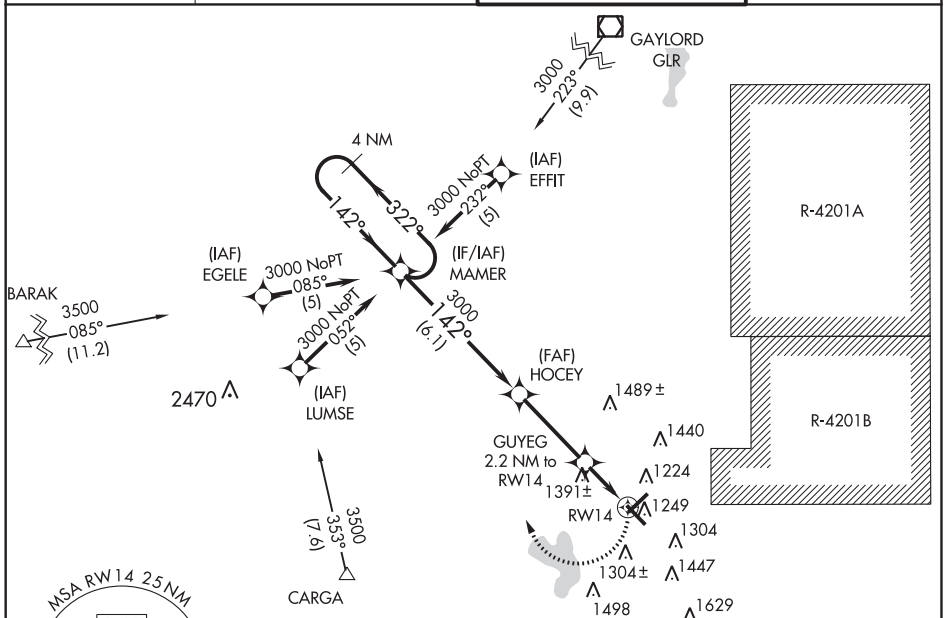 GAYLORD
GLR
3000
223°
(9.9)
4 NM
(IAF)
EFFIT
3000 NoPT
232°
(5)
322°
142°
R-4201A
(IF/IAF)
MAMER
(IAF)
EGELE
3000 NoPT
085°
(5)
BARAK
3500
085°
(11.2)
3000 NoPT
052°
(5)
3000
142°
(6.1)
(FAF)
HOCEY
2470
(IAF)
LUMSE
1489 ±
R-4201B
1440
GUYEG
2.2 NM to
RW14
1391±
1224
RW14
1249
1304
3500
353°
(7.6)
1304±
1447
CARGA
1498
1629
MSA RW14 25 NM